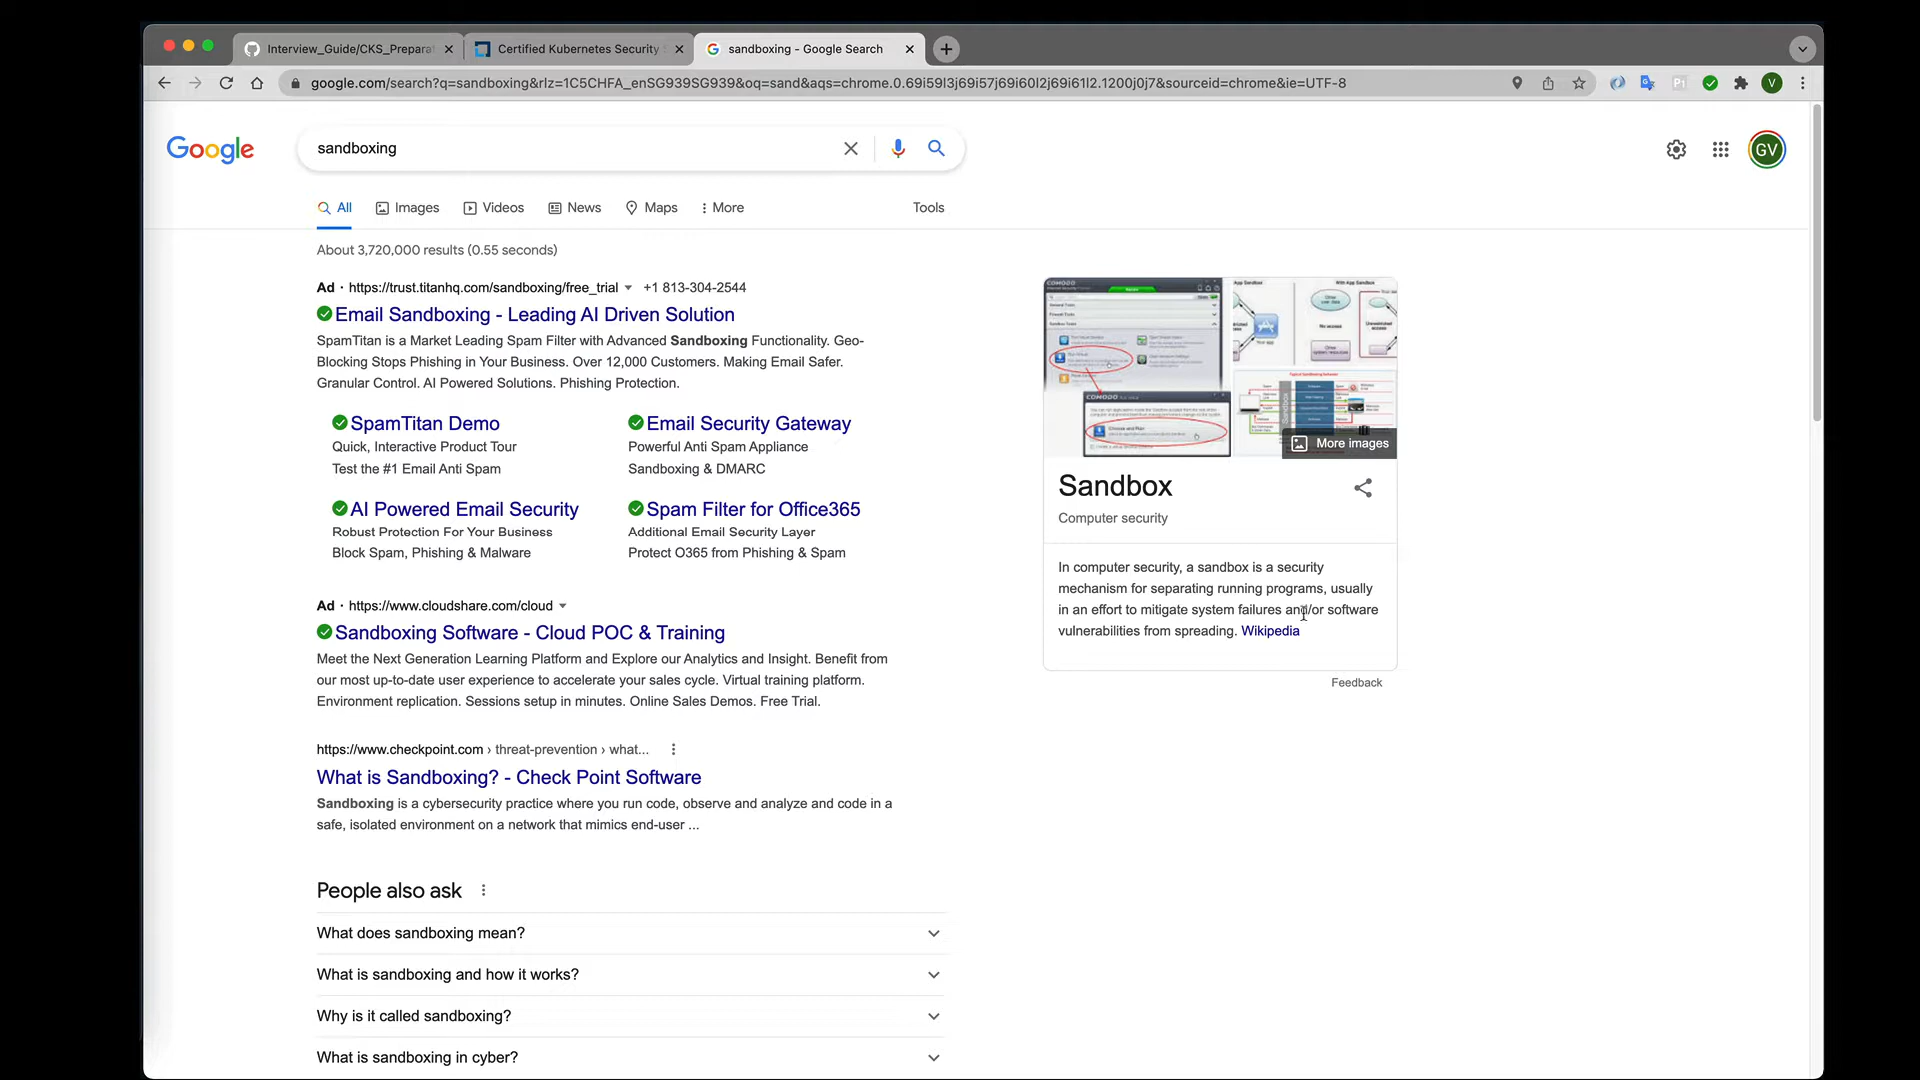 Interview_Guide/CKS_Preparat
Certified Kubernetes Security S
sandboxing - Google Search
google.com/search?q=sandboxing&rlz=1C5CHFA_enSG939SG939&oq=sand&aqs=chrome.0.69i59l3j69i57j69i60l2j69i61l2.1200j0j7&sourceid=chrome&ie=UTF-8
V
Google
sandboxing
GV
All
Images
Videos
News
Maps
More
Tools
About 3,720,000 results (0.55 seconds)
Ad · https://trust.titanhq.com/sandboxing/free_trial +1 813-304-2544
Email Sandboxing - Leading AI Driven Solution
SpamTitan is a Market Leading Spam Filter with Advanced Sandboxing Functionality. Geo-
Blocking Stops Phishing in Your Business. Over 12,000 Customers. Making Email Safer.
Granular Control. AI Powered Solutions. Phishing Protection.
SpamTitan Demo
Quick, Interactive Product Tour
Test the #1 Email Anti Spam
Email Security Gateway
Powerful Anti Spam Appliance
Sandboxing & DMARC
AI Powered Email Security
Robust Protection For Your Business
Block Spam, Phishing & Malware
Spam Filter for Office365
Additional Email Security Layer
Protect O365 from Phishing & Spam
Ad · https://www.cloudshare.com/cloud
Sandboxing Software - Cloud POC & Training
Meet the Next Generation Learning Platform and Explore our Analytics and Insight. Benefit from
our most up-to-date user experience to accelerate your sales cycle. Virtual training platform.
Environment replication. Sessions setup in minutes. Online Sales Demos. Free Trial.
https://www.checkpoint.com › threat-prevention › what...
What is Sandboxing? - Check Point Software
Sandboxing is a cybersecurity practice where you run code, observe and analyze and code in a
safe, isolated environment on a network that mimics end-user ...
People also ask
What does sandboxing mean?
What is sandboxing and how it works?
Why is it called sandboxing?
What is sandboxing in cyber?
COMODO
More images
Sandbox
Computer security
In computer security, a sandbox is a security
mechanism for separating running programs, usually
in an effort to mitigate system failures and/or software
vulnerabilities from spreading. Wikipedia
Feedback